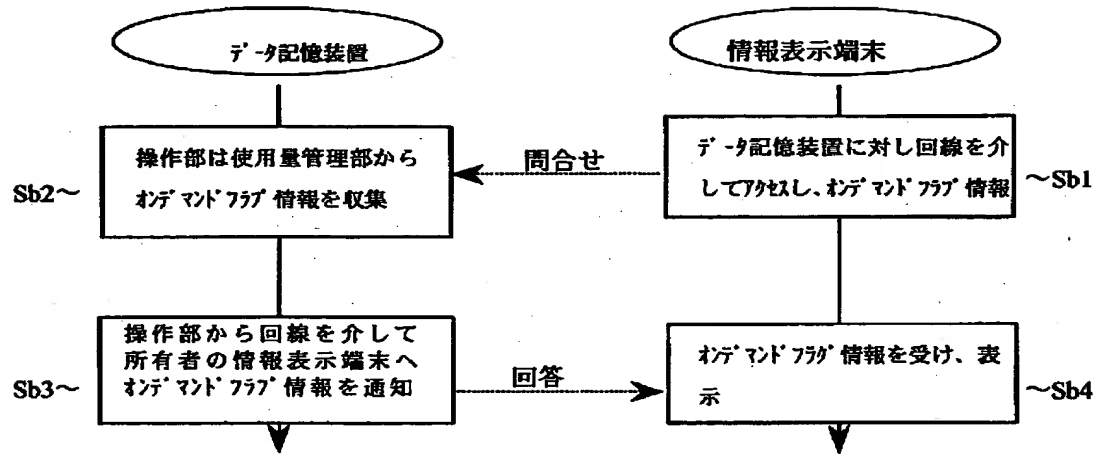 データ記憶装置
情報表示端末
操作部は使用量管理部から
オンデマンドフラグ情報を収集
Sb2～
問合せ
データ記憶装置に対し回線を介
してアクセスし、オンデマンドフラグ情報
～Sb1
操作部から回線を介して
所有者の情報表示端末へ
オンデマンドフラグ情報を通知
Sb3～
回答
オンデマンドフラグ情報を受け、表
示
～Sb4